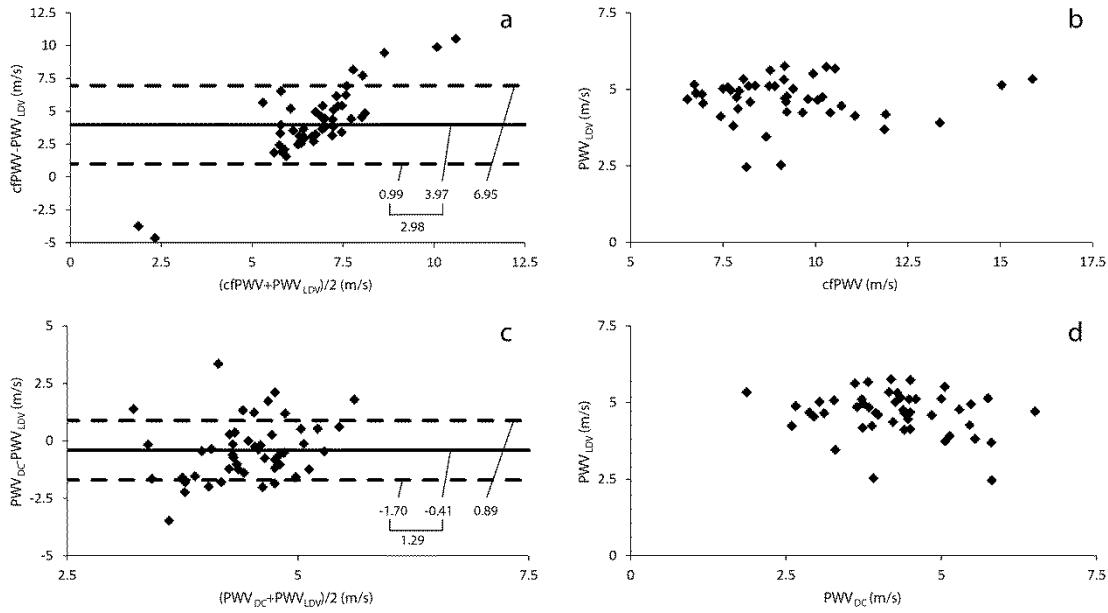 a
12.5
10
7.5
5
2.5
0
-2.5
-5
cfPWV-PWV_LDV (m/s)
0.99 3.97 6.95
2.98
0 2.5 5 7.5 10 12.5
(cfPWV+PWV_LDV)/2 (m/s)
b
7.5
5
2.5
0
PWV_LDV (m/s)
5 7.5 10 12.5 15 17.5
cfPWV (m/s)
c
5
2.5
0
-2.5
-5
PWV_DC-PWV_LDV (m/s)
-1.70 -0.41 0.89
1.29
2.5 5 7.5
(PWV_DC+PWV_LDV)/2 (m/s)
d
7.5
5
2.5
0
PWV_LDV (m/s)
0 2.5 5 7.5
PWV_DC (m/s)